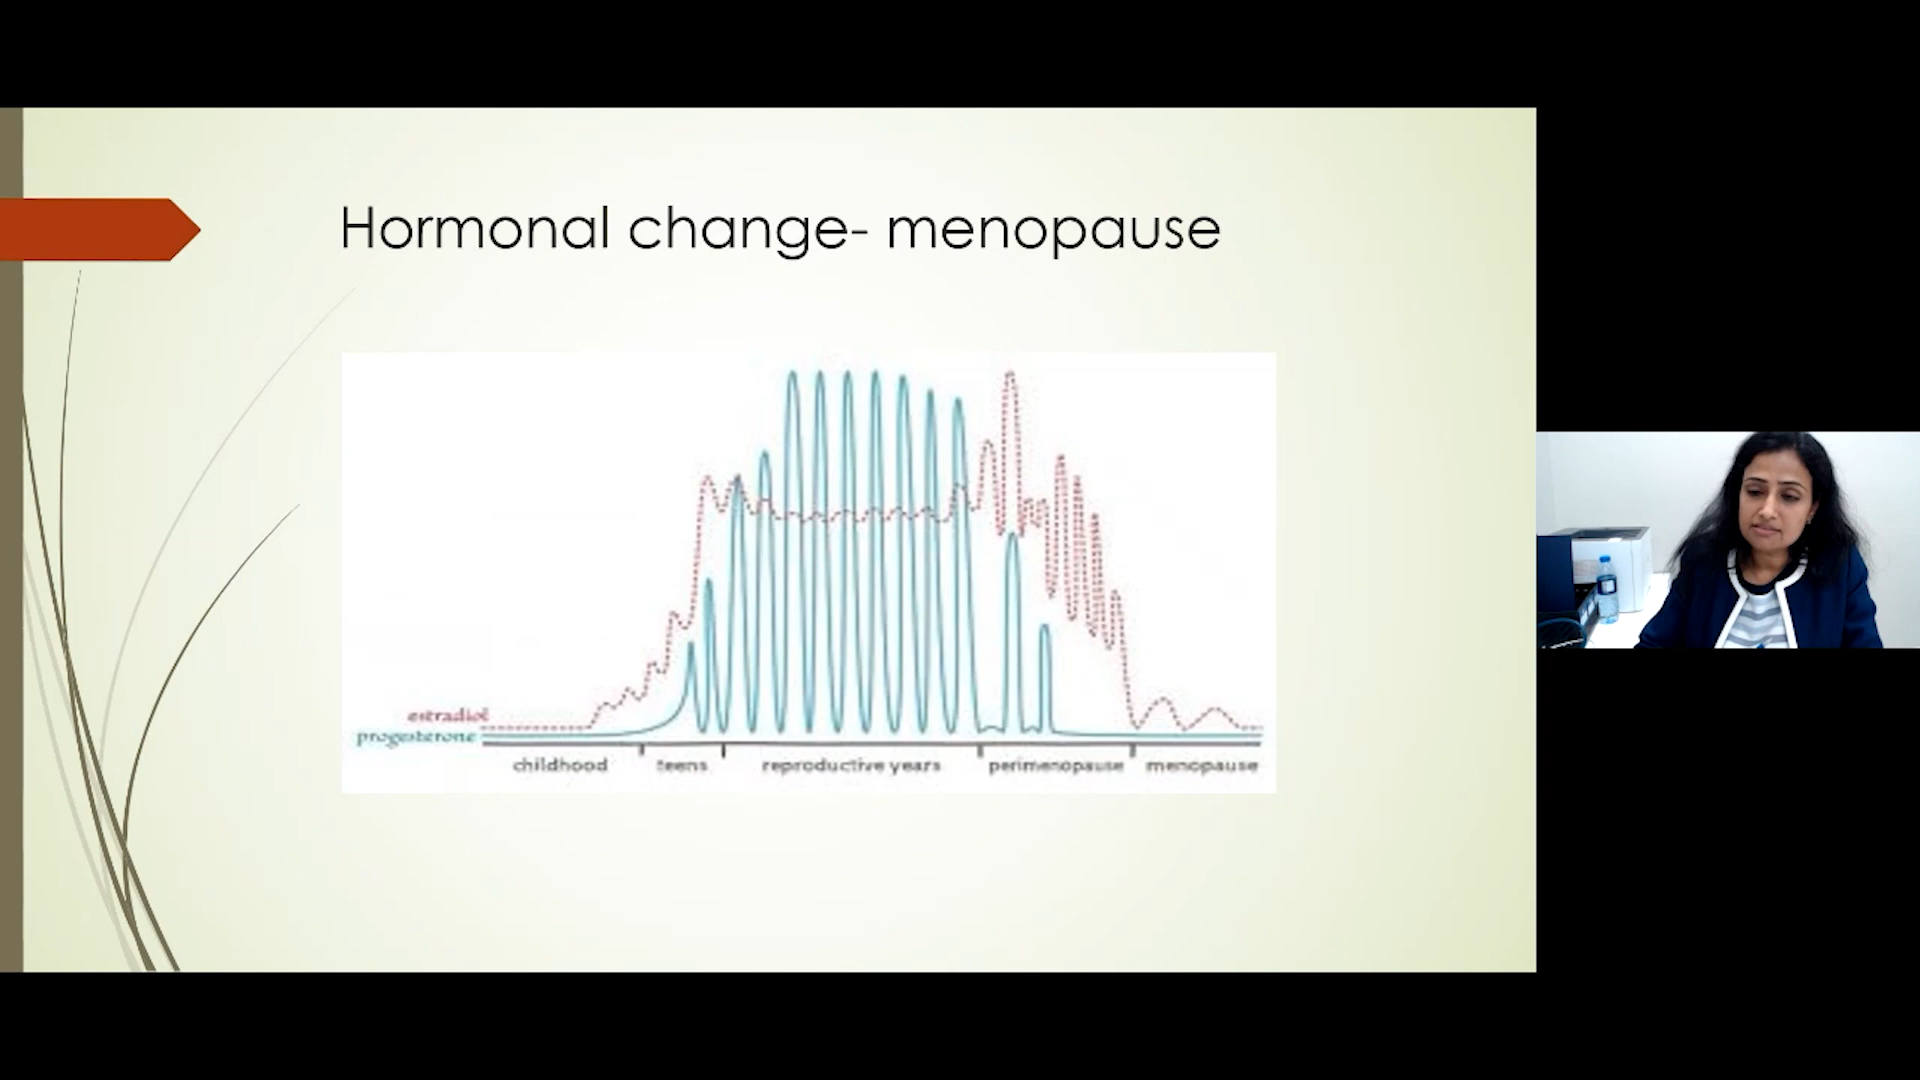 Hormonal change- menopause
estradiol
progesterone
childhood teens reproductive years perimenopause menopause